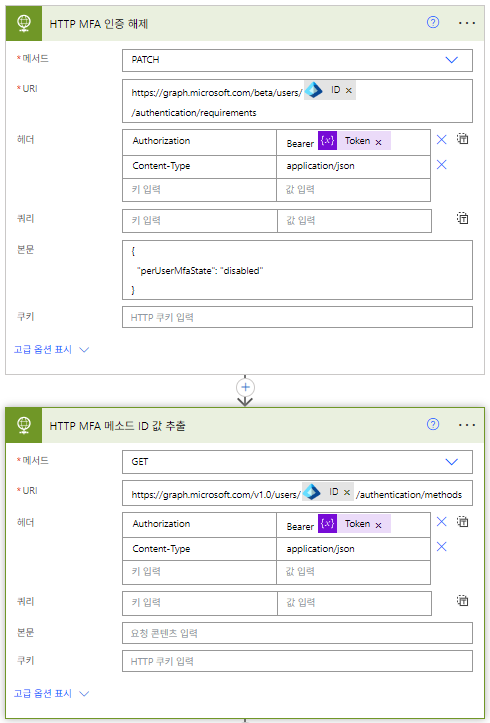 HTTP MFA 인증 해제
* 메서드
PATCH
* URI
https://graph.microsoft.com/beta/users/ ID ×
/authentication/requirements
헤더
Authorization
Bearer {x} Token ×
Content-Type
application/json
키 입력
값 입력
쿼리
키 입력
값 입력
본문
{
"perUserMfaState": "disabled"
}
쿠키
HTTP 쿠키 입력
고급 옵션 표시
HTTP MFA 메소드 ID 값 추출
* 메서드
GET
* URI
https://graph.microsoft.com/v1.0/users/ ID × /authentication/methods
헤더
Authorization
Bearer {x} Token ×
Content-Type
application/json
키 입력
값 입력
쿼리
키 입력
값 입력
본문
요청 콘텐츠 입력
쿠키
HTTP 쿠키 입력
고급 옵션 표시